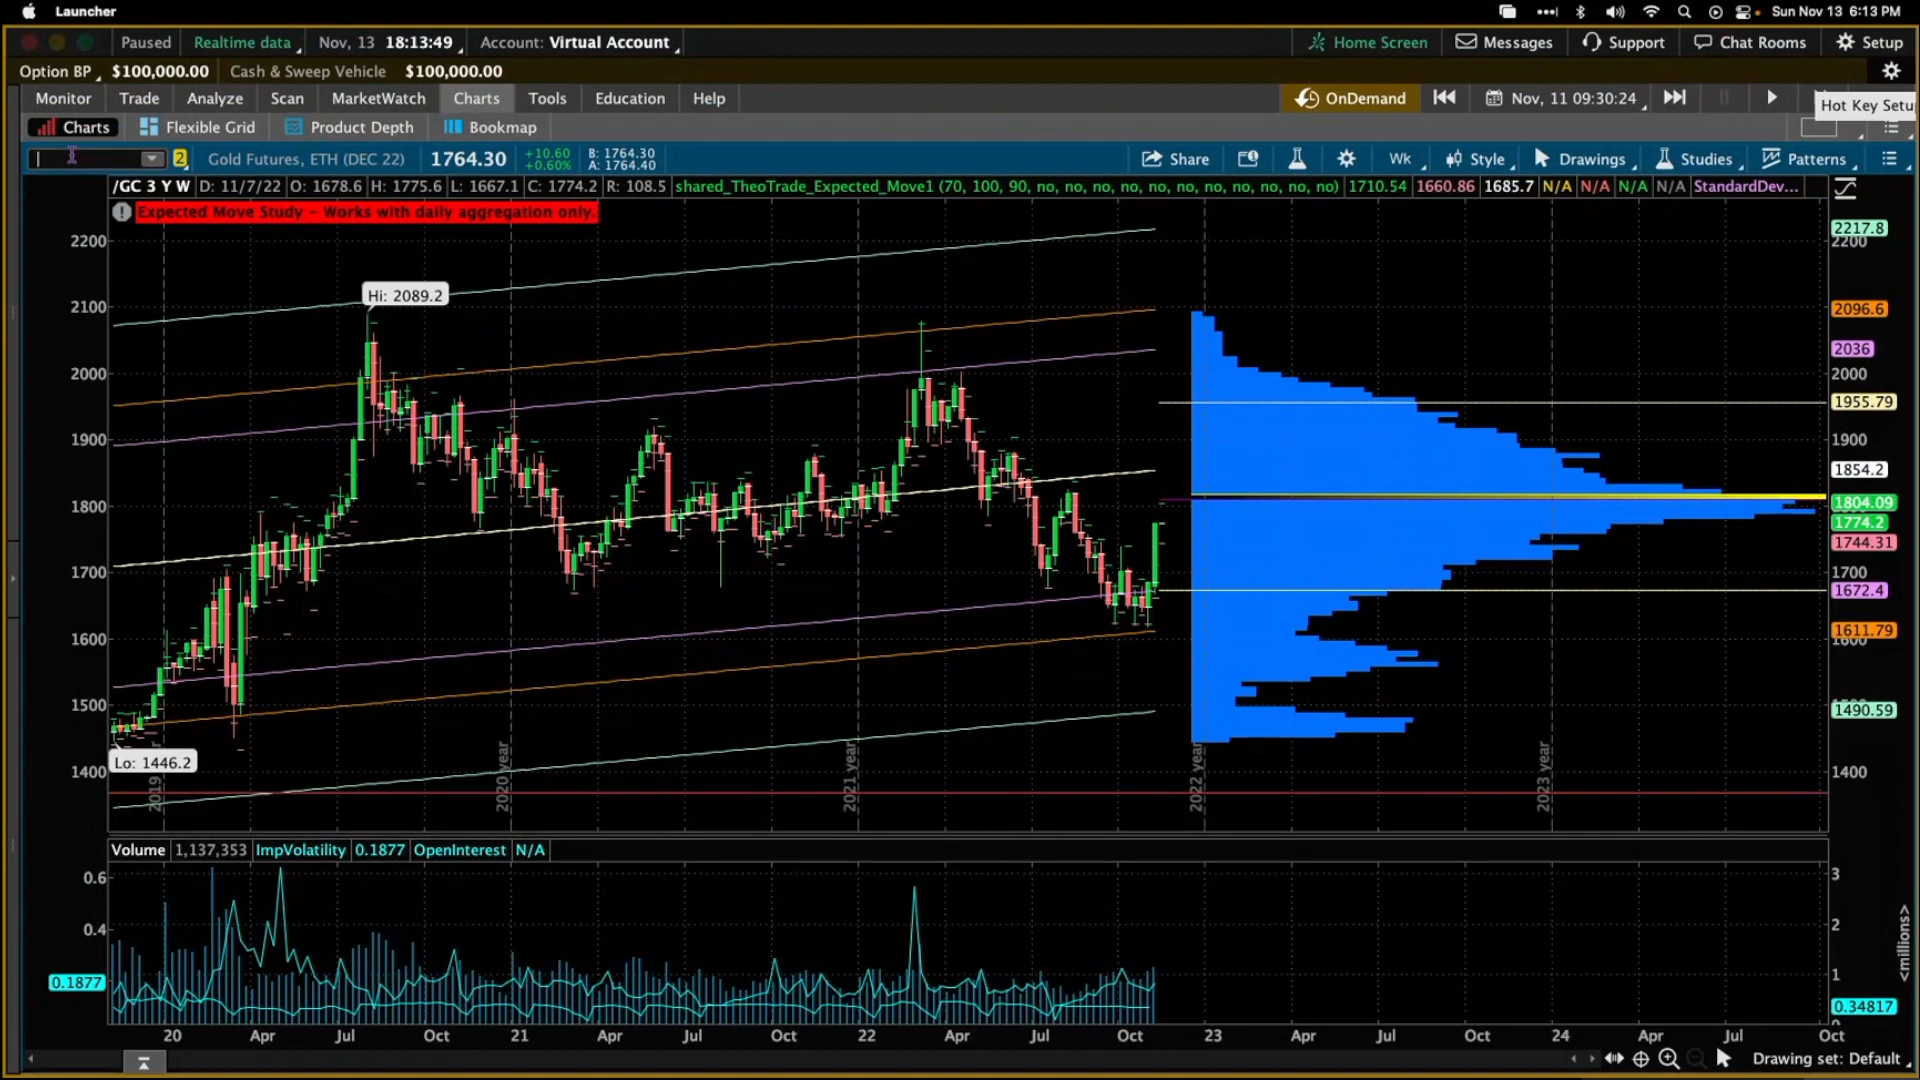 Launcher
Sun Nov 13 6:13 PM
Paused
Realtime data
Nov, 13 18:13:49
Account: Virtual Account
Home Screen
Messages
Support
Chat Rooms
Setup
Option BP
$100,000.00
Cash & Sweep Vehicle
$100,000.00
Monitor
Trade
Analyze
Scan
MarketWatch
Charts
Tools
Education
Help
OnDemand
Nov, 11 09:30:24
Hot Key Setu
Charts
Flexible Grid
Product Depth
Bookmap
2
Gold Futures, ETH (DEC 22)
1764.30
+10.60
+0.60%
B: 1764.30
A: 1764.40
Share
Wk
Style
Drawings
Studies
Patterns
/GC 3 Y W
D: 11/7/22
O: 1678.6
H: 1775.6
L: 1667.1
C: 1774.2
R: 108.5
shared_TheoTrade_Expected_Move1 (70, 100, 90, no, no, no, no, no, no, no, no, no, no)
1710.54
1660.86
1685.7
N/A
N/A
N/A
N/A
StandardDev...
Expected Move Study - Works with daily aggregation only.
2200
2100
2000
1900
1800
1700
1600
1500
1400
Hi: 2089.2
Lo: 1446.2
2019 year
2020 year
2021 year
2022 year
2023 year
2217.8
2200
2096.6
2036
2000
1955.79
1900
1854.2
1804.09
1774.2
1744.31
1700
1672.4
1611.79
1600
1490.59
1400
Volume
1,137,353
ImpVolatility
0.1877
OpenInterest
N/A
0.6
0.4
0.1877
3
2
1
0.34817
<millions>
20
Apr
Jul
Oct
21
Apr
Jul
Oct
22
Apr
Jul
Oct
23
Apr
Jul
Oct
24
Apr
Jul
Oct
Drawing set: Default